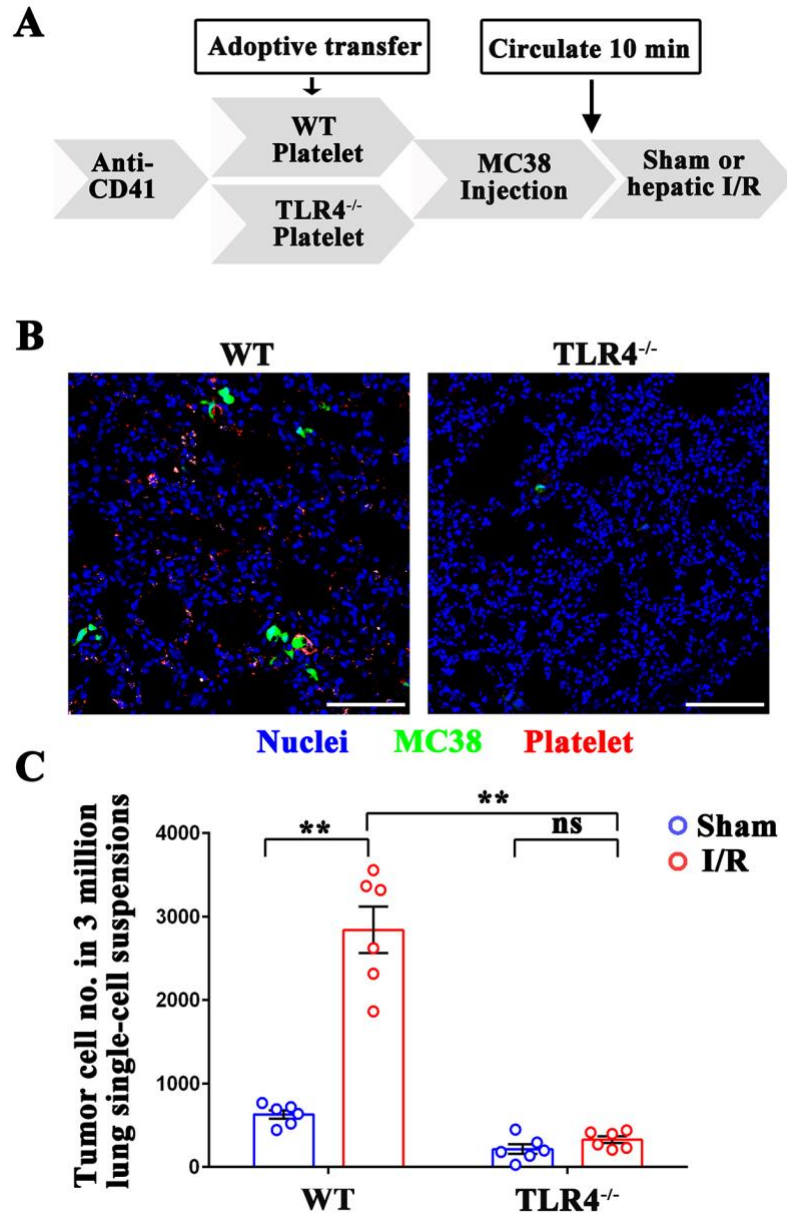 A
Adoptive transfer
Circulate 10 min
Anti-
CD41
WT
Platelet
TLR4-/-
Platelet
MC38
Injection
Sham or
hepatic I/R
B
WT
TLR4-/-
Nuclei MC38 Platelet
C
Tumor cell no. in 3 million
lung single-cell suspensions
4000
3000
2000
1000
0
**
**
ns
Sham
I/R
WT
TLR4-/-